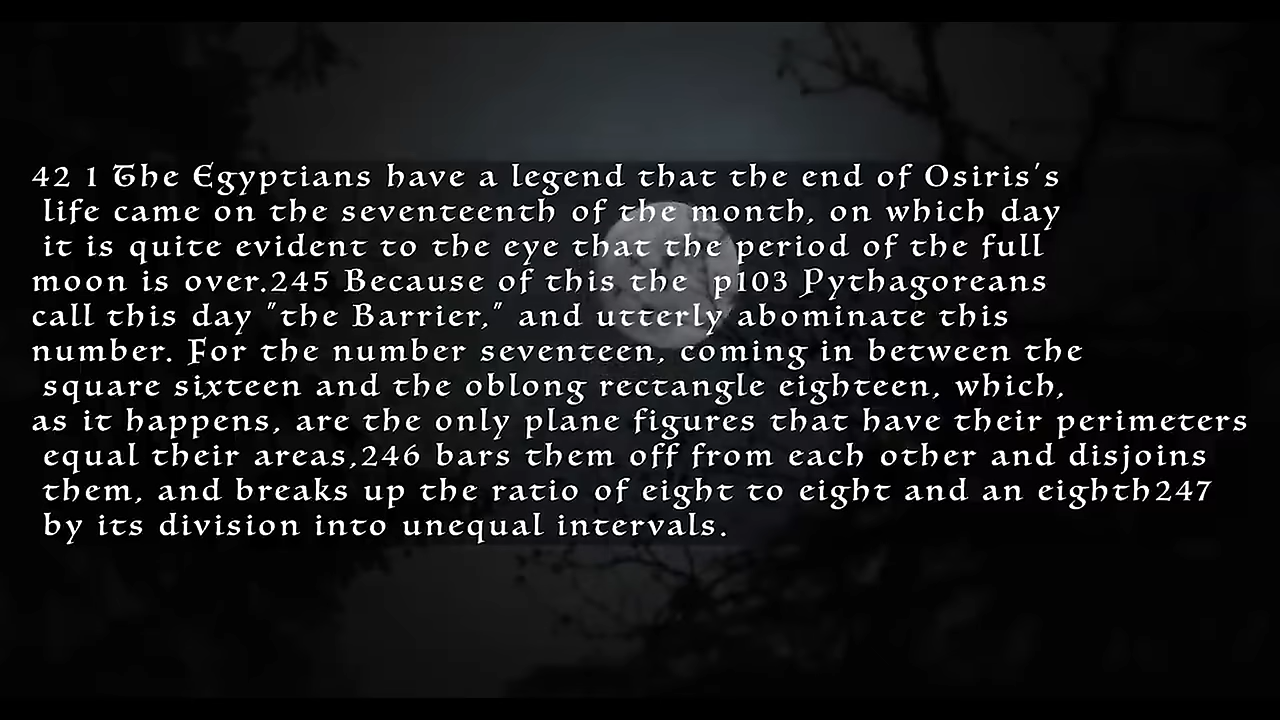 42 1 The Egyptians have a legend that the end of Osiris's
life came on the seventeenth of the month, on which day
it is quite evident to the eye that the period of the full
moon is over.245 Because of this the p103 Pythagoreans
call this day "the Barrier," and utterly abominate this
number. For the number seventeen, coming in between the
square sixteen and the oblong rectangle eighteen, which,
as it happens, are the only plane figures that have their perimeters
equal their areas,246 bars them off from each other and disjoins
them, and breaks up the ratio of eight to eight and an eighth247
by its division into unequal intervals.